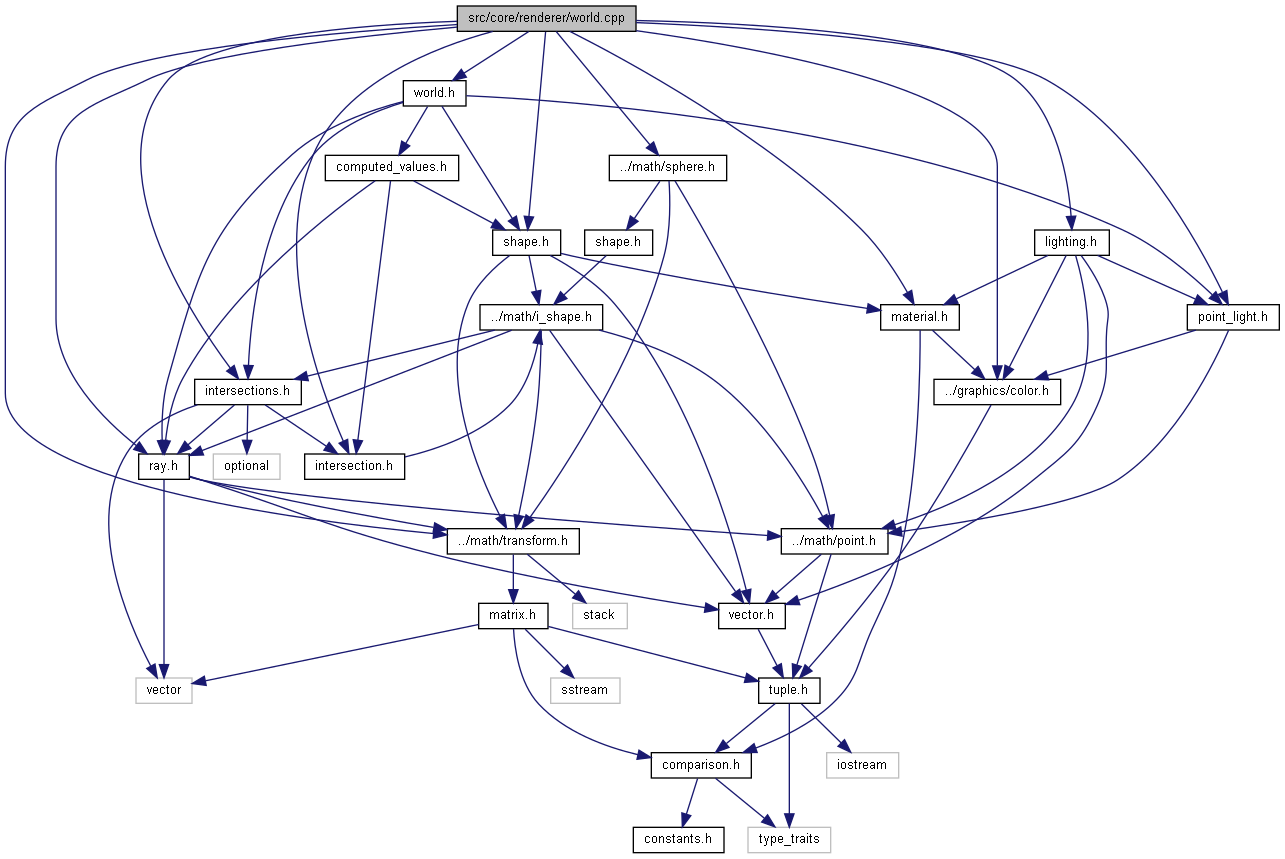 src/core/renderer/world.cpp
world.h
computed_values.h
../math/sphere.h
shape.h
shape.h
lighting.h
../math/i_shape.h
material.h
point_light.h
intersections.h
../graphics/color.h
ray.h
optional
intersection.h
../math/transform.h
../math/point.h
matrix.h
stack
vector.h
vector
sstream
tuple.h
comparison.h
iostream
constants.h
type_traits